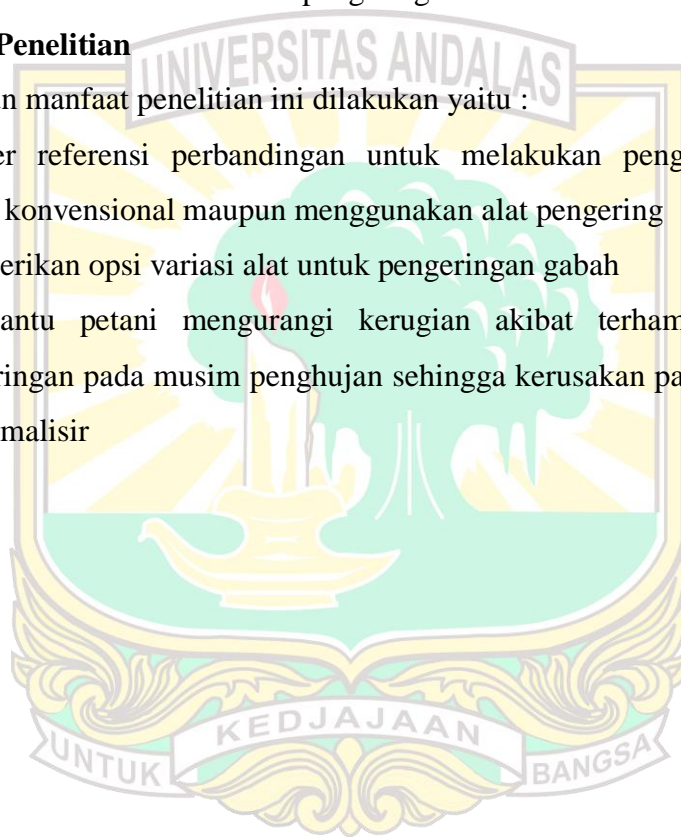 Penelitian
UNIVERSITAS ANDALAS
n manfaat penelitian ini dilakukan yaitu :
er referensi perbandingan untuk melakukan peng
konvensional maupun menggunakan alat pengering
erikan opsi variasi alat untuk pengeringan gabah
antu petani mengurangi kerugian akibat terham
ringan pada musim penghujan sehingga kerusakan pa
malisir
KEDJAJAAN
UNTUK BANGSA